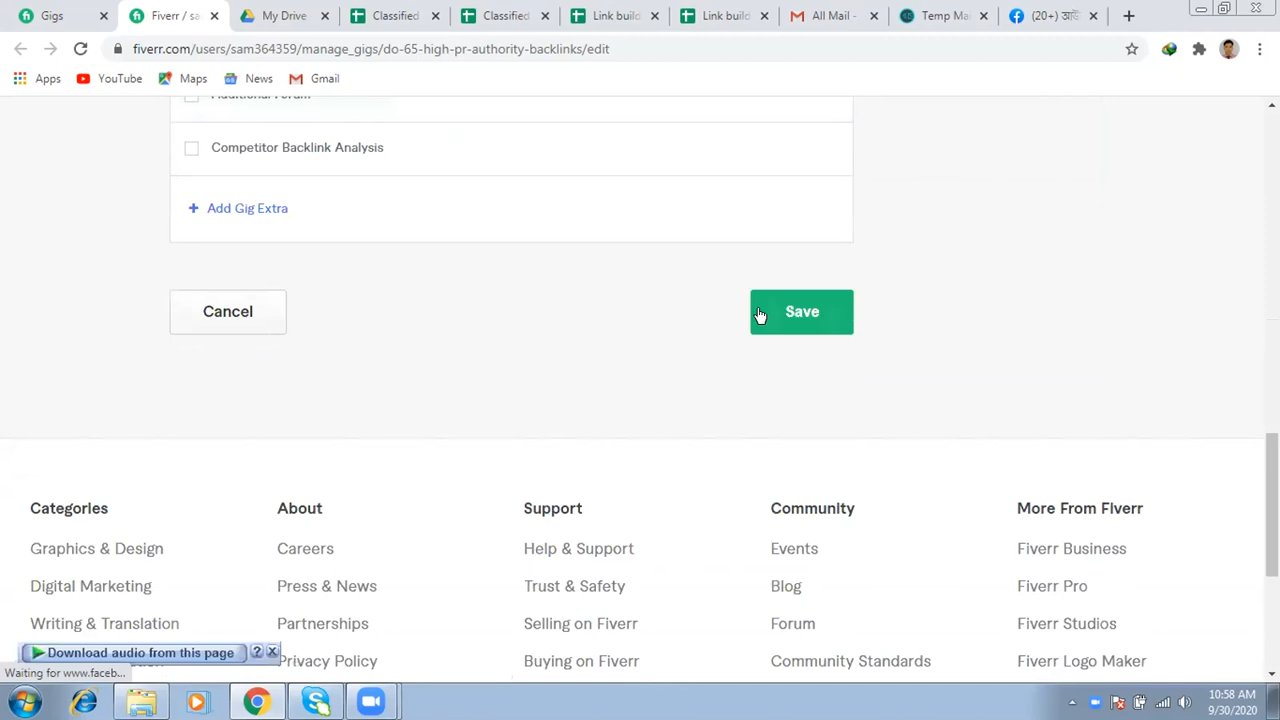 Gigs
Fiverr / sa
My Drive
Classified
Classified
Link build
Link build
All Mail -
Temp Ma
fiverr.com/users/sam364359/manage_gigs/do-65-high-pr-authority-backlinks/edit
Apps
YouTube
Maps
News
Gmail
Additional Forum
Competitor Backlink Analysis
+ Add Gig Extra
Cancel
Save
Categories
About
Support
Community
More From Fiverr
Graphics & Design
Careers
Help & Support
Events
Fiverr Business
Digital Marketing
Press & News
Trust & Safety
Blog
Fiverr Pro
Writing & Translation
Partnerships
Selling on Fiverr
Forum
Fiverr Studios
Download audio from this page
?
Privacy Policy
Buying on Fiverr
Community Standards
Fiverr Logo Maker
Waiting for www.faceb...
10:58 AM
9/30/2020